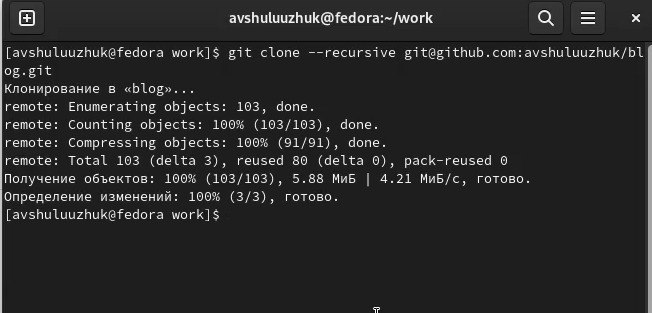 avshuluuzhuk@fedora:~/work
[avshuluuzhuk@fedora work]$ git clone --recursive git@github.com:avshuluuzhuk/bl
og.git
Клонирование в «blog»...
remote: Enumerating objects: 103, done.
remote: Counting objects: 100% (103/103), done.
remote: Compressing objects: 100% (91/91), done.
remote: Total 103 (delta 3), reused 80 (delta 0), pack-reused 0
Получение объектов: 100% (103/103), 5.88 МиБ | 4.21 МиБ/с, готово.
Определение изменений: 100% (3/3), готово.
[avshuluuzhuk@fedora work]$